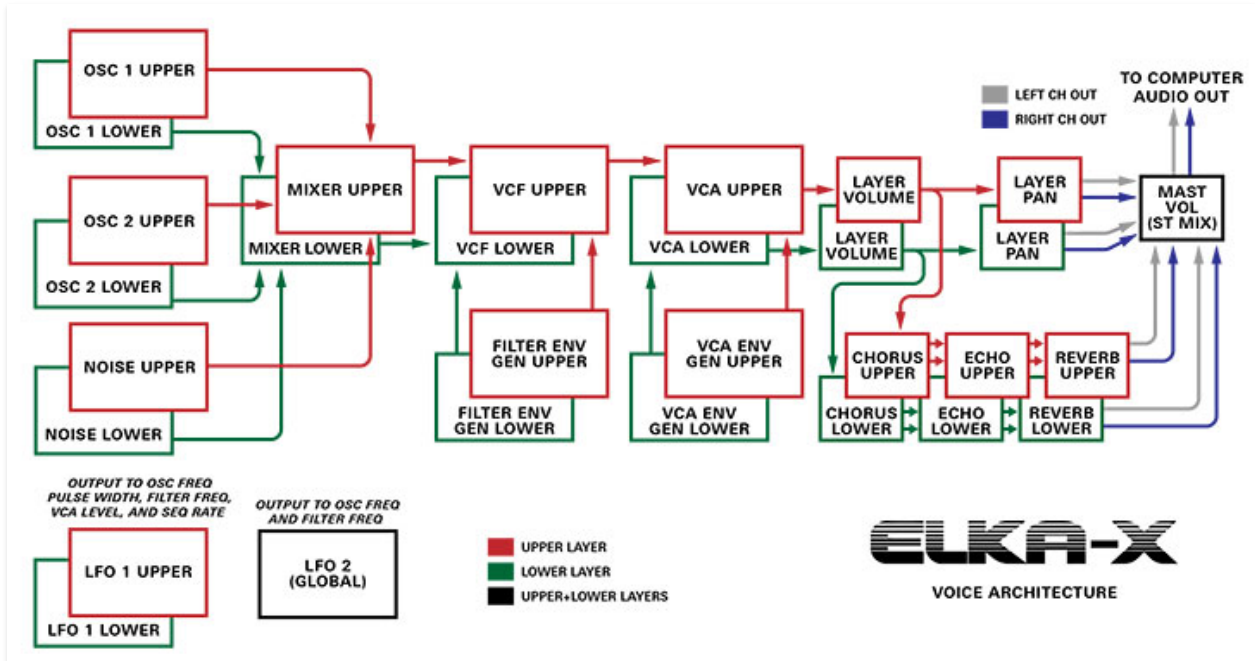 OSC 1 UPPER
OSC 1 LOWER
OSC 2 UPPER
OSC 2 LOWER
NOISE UPPER
NOISE LOWER
MIXER UPPER
MIXER LOWER
VCF UPPER
VCF LOWER
FILTER ENV
GEN UPPER
FILTER ENV
GEN LOWER
VCA UPPER
VCA LOWER
VCA ENV
GEN UPPER
VCA ENV
GEN LOWER
LAYER
VOLUME
LAYER
VOLUME
LAYER
PAN
LAYER
PAN
LEFT CH OUT
RIGHT CH OUT
TO COMPUTER
AUDIO OUT
MAST
VOL
(ST MIX)
CHORUS
UPPER
ECHO
UPPER
REVERB
UPPER
CHORUS
LOWER
ECHO
LOWER
REVERB
LOWER
OUTPUT TO OSC FREQ
PULSE WIDTH, FILTER FREQ,
VCA LEVEL, AND SEQ RATE
LFO 1 UPPER
LFO 1 LOWER
OUTPUT TO OSC FREQ
AND FILTER FREQ
LFO 2
(GLOBAL)
UPPER LAYER
LOWER LAYER
UPPER+LOWER LAYERS
ELKA-X
VOICE ARCHITECTURE